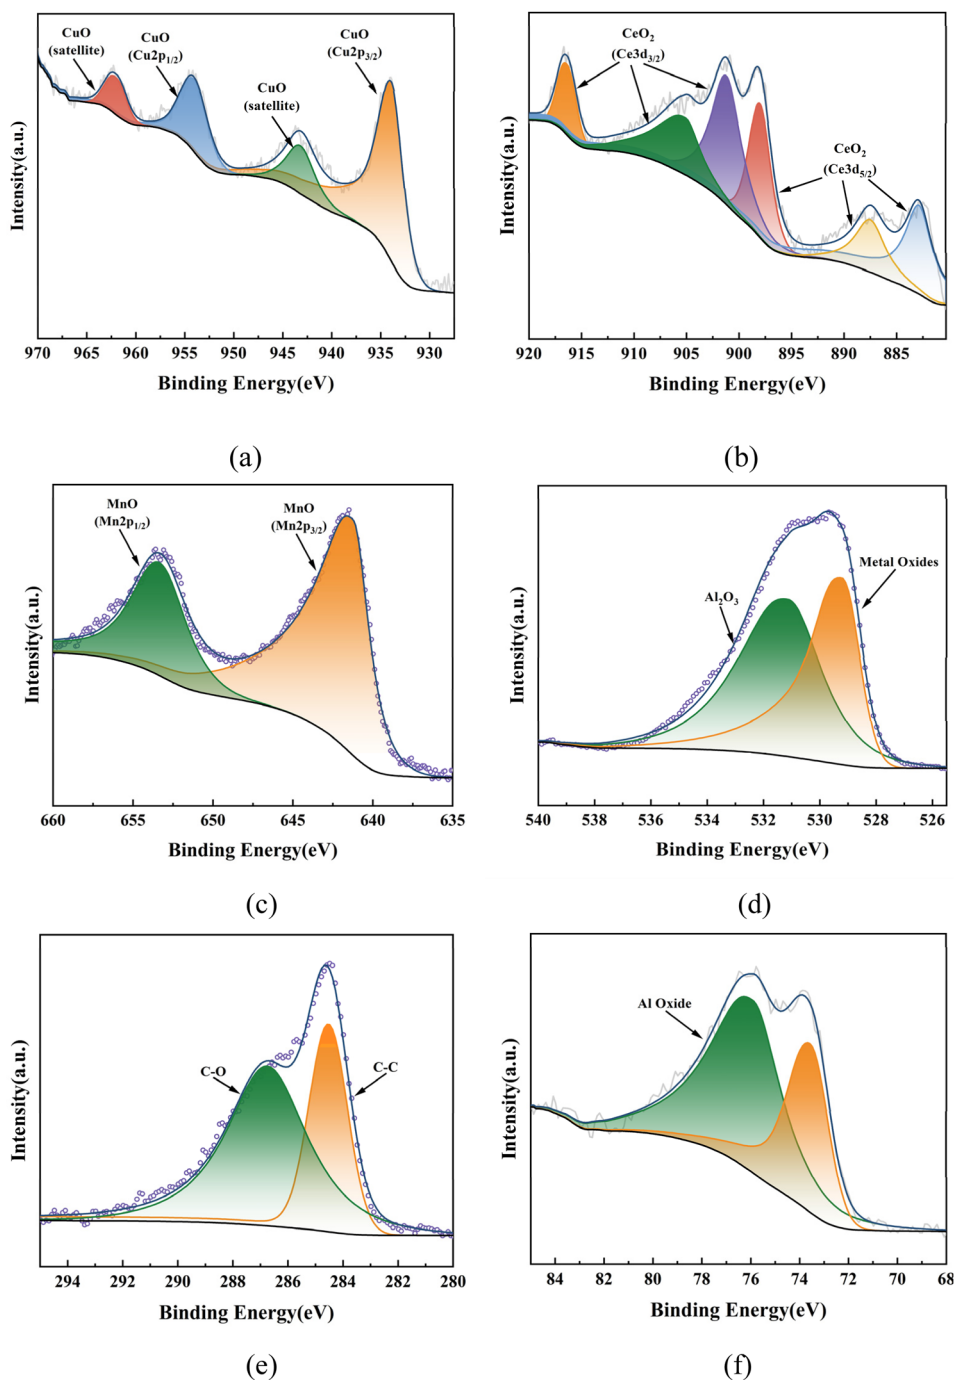 CuO
(satellite)
CuO
(Cu2p1/2)
CuO
(satellite)
CuO
(Cu2p3/2)
Intensity(a.u.)
970 965 960 955 950 945 940 935 930
Binding Energy(eV)
(a)
CeO2
(Ce3d3/2)
CeO2
(Ce3d5/2)
Intensity(a.u.)
920 915 910 905 900 895 890 885
Binding Energy(eV)
(b)
MnO
(Mn2p1/2)
MnO
(Mn2p3/2)
Intensity(a.u.)
660 655 650 645 640 635
Binding Energy(eV)
(c)
Al2O3
Metal Oxides
Intensity(a.u.)
540 538 536 534 532 530 528 526
Binding Energy(eV)
(d)
C-O
C-C
Intensity(a.u.)
294 292 290 288 286 284 282 280
Binding Energy(eV)
(e)
Al Oxide
Intensity(a.u.)
84 82 80 78 76 74 72 70 68
Binding Energy(eV)
(f)